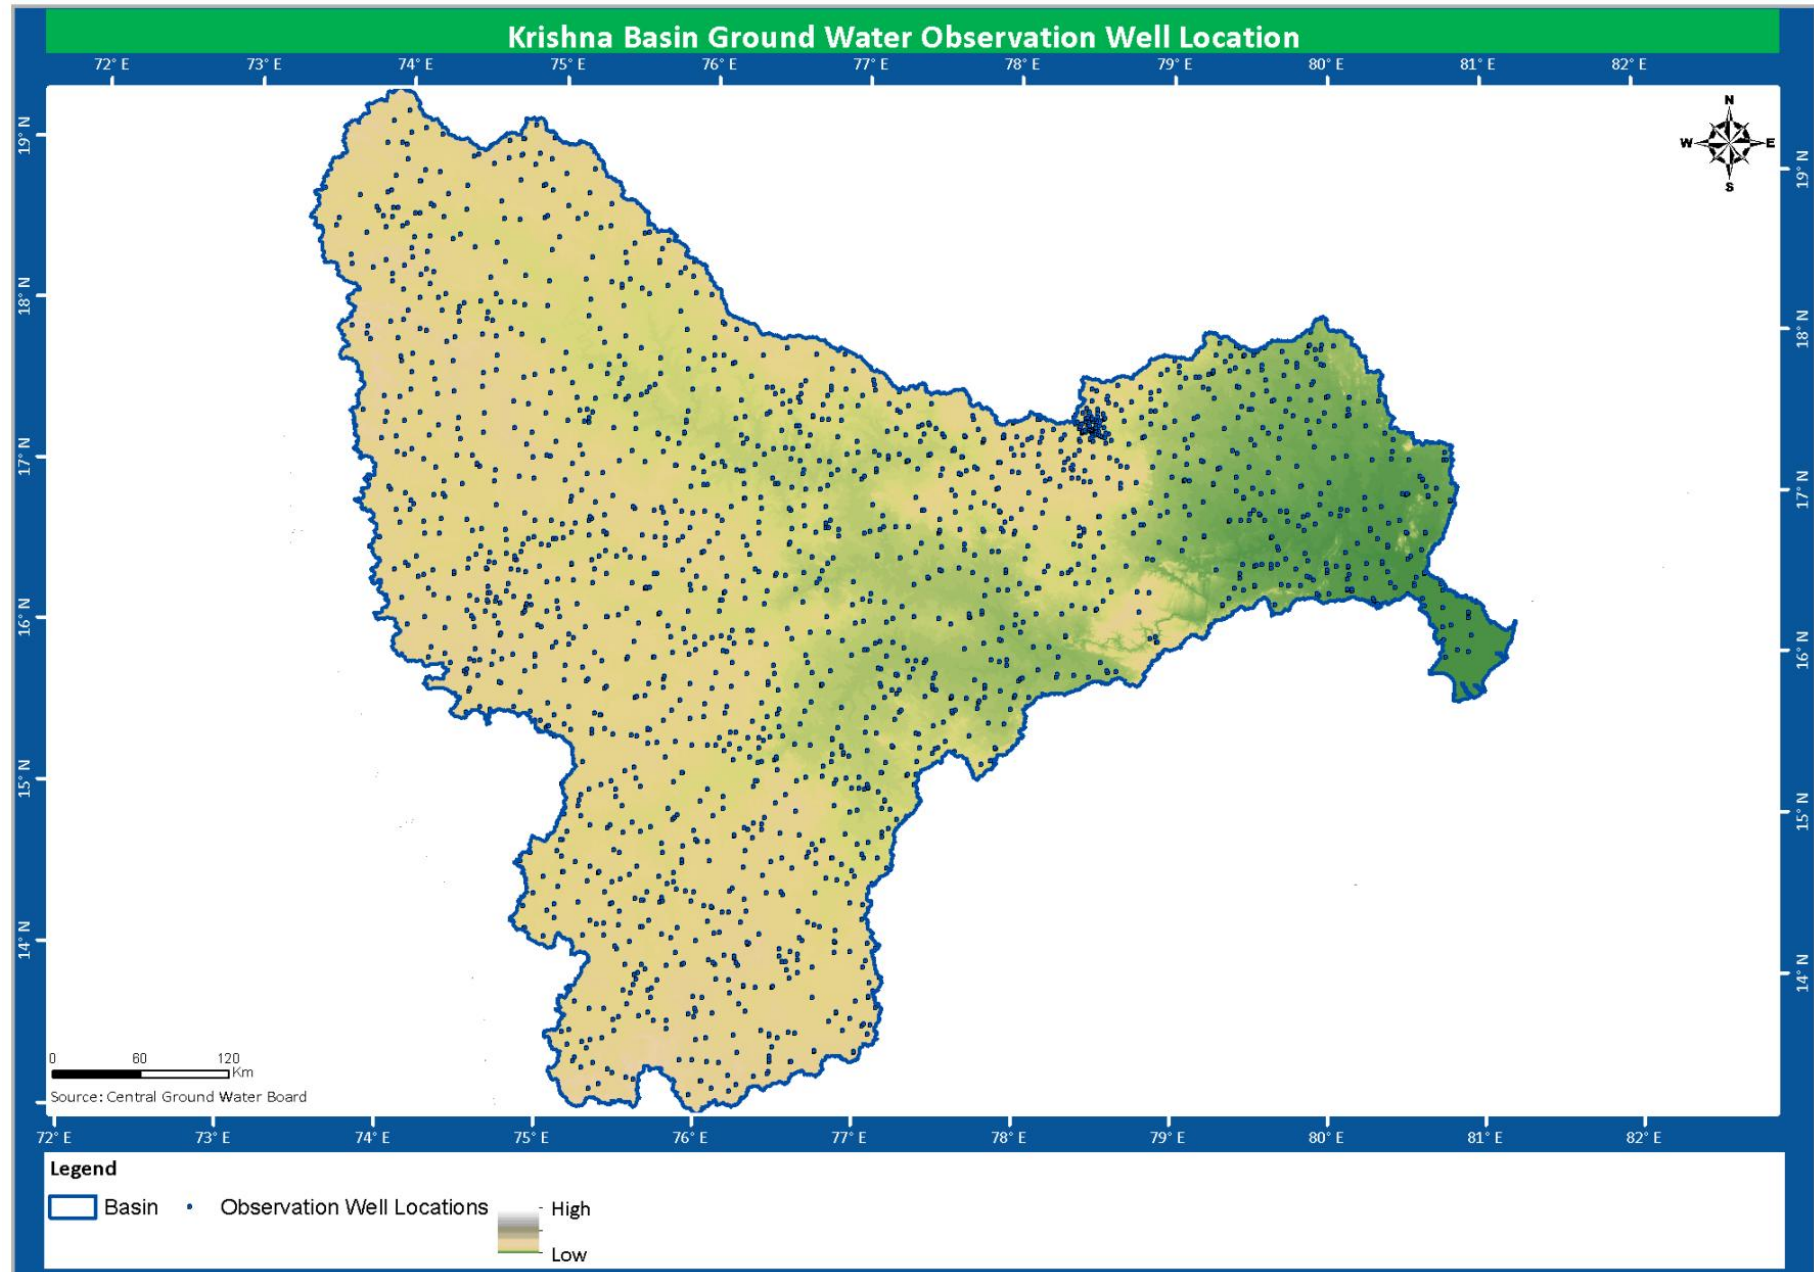 Krishna Basin Ground Water Observation Well Location
72° E 73° E 74° E 75° E 76° E 77° E 78° E 79° E 80° E 81° E 82° E
N
W E
S
19° N
18° N
17° N
16° N
15° N
14° N
19° N
18° N
17° N
16° N
15° N
14° N
0 60 120
Km
Source: Central Ground Water Board
72° E 73° E 74° E 75° E 76° E 77° E 78° E 79° E 80° E 81° E 82° E
Legend
Basin Observation Well Locations High
Low